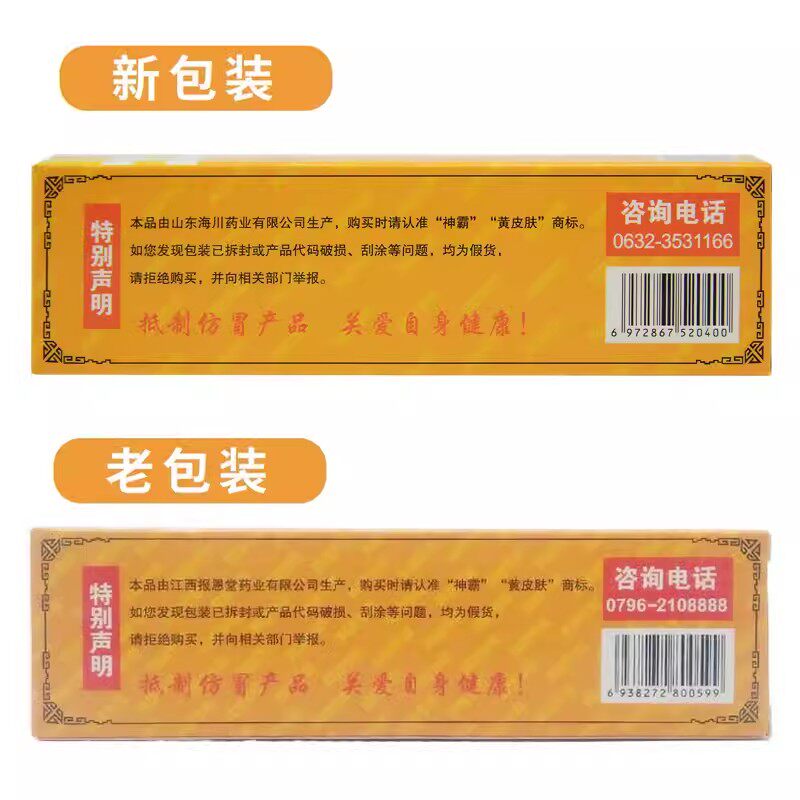 新包装
特别声明
本品由山东海川药业有限公司生产，购买时请认准“神霸”“黄皮肤”商标。
如您发现包装已拆封或产品代码破损、刮涂等问题，均为假货，
请拒绝购买，并向相关部门举报。
抵制仿冒产品 关爱自身健康！
咨询电话
0632-3531166
6 972867 520400
老包装
特别声明
本品由江西报恩堂药业有限公司生产，购买时请认准“神霸”“黄皮肤”商标。
如您发现包装已拆封或产品代码破损、刮涂等问题，均为假货，
请拒绝购买，并向相关部门举报。
抵制仿冒产品 关爱自身健康！
咨询电话
0796-2108888
6 938272 800599